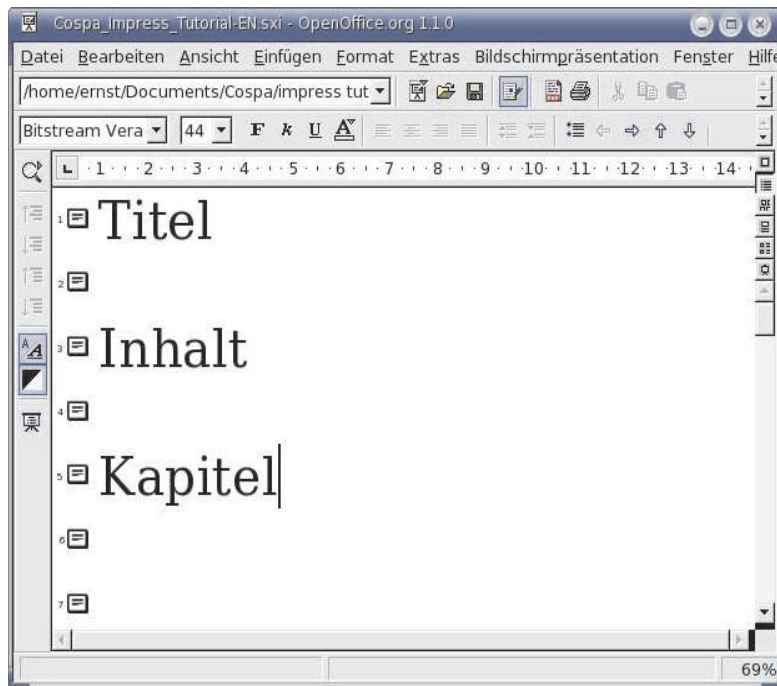 Cospa_Impress_Tutorial-EN.sxi - OpenOffice.org 1.1.0
Datei Bearbeiten Ansicht Einfügen Format Extras Bildschirmpräsentation Fenster Hilfe
/home/ernst/Documents/Cospa/impress tut
Bitstream Vera 44 F k U A
1 2 3 4 5 6 7 8 9 10 11 12 13 14
1 Titel
2
3 Inhalt
4
5 Kapitel
6
7
69%